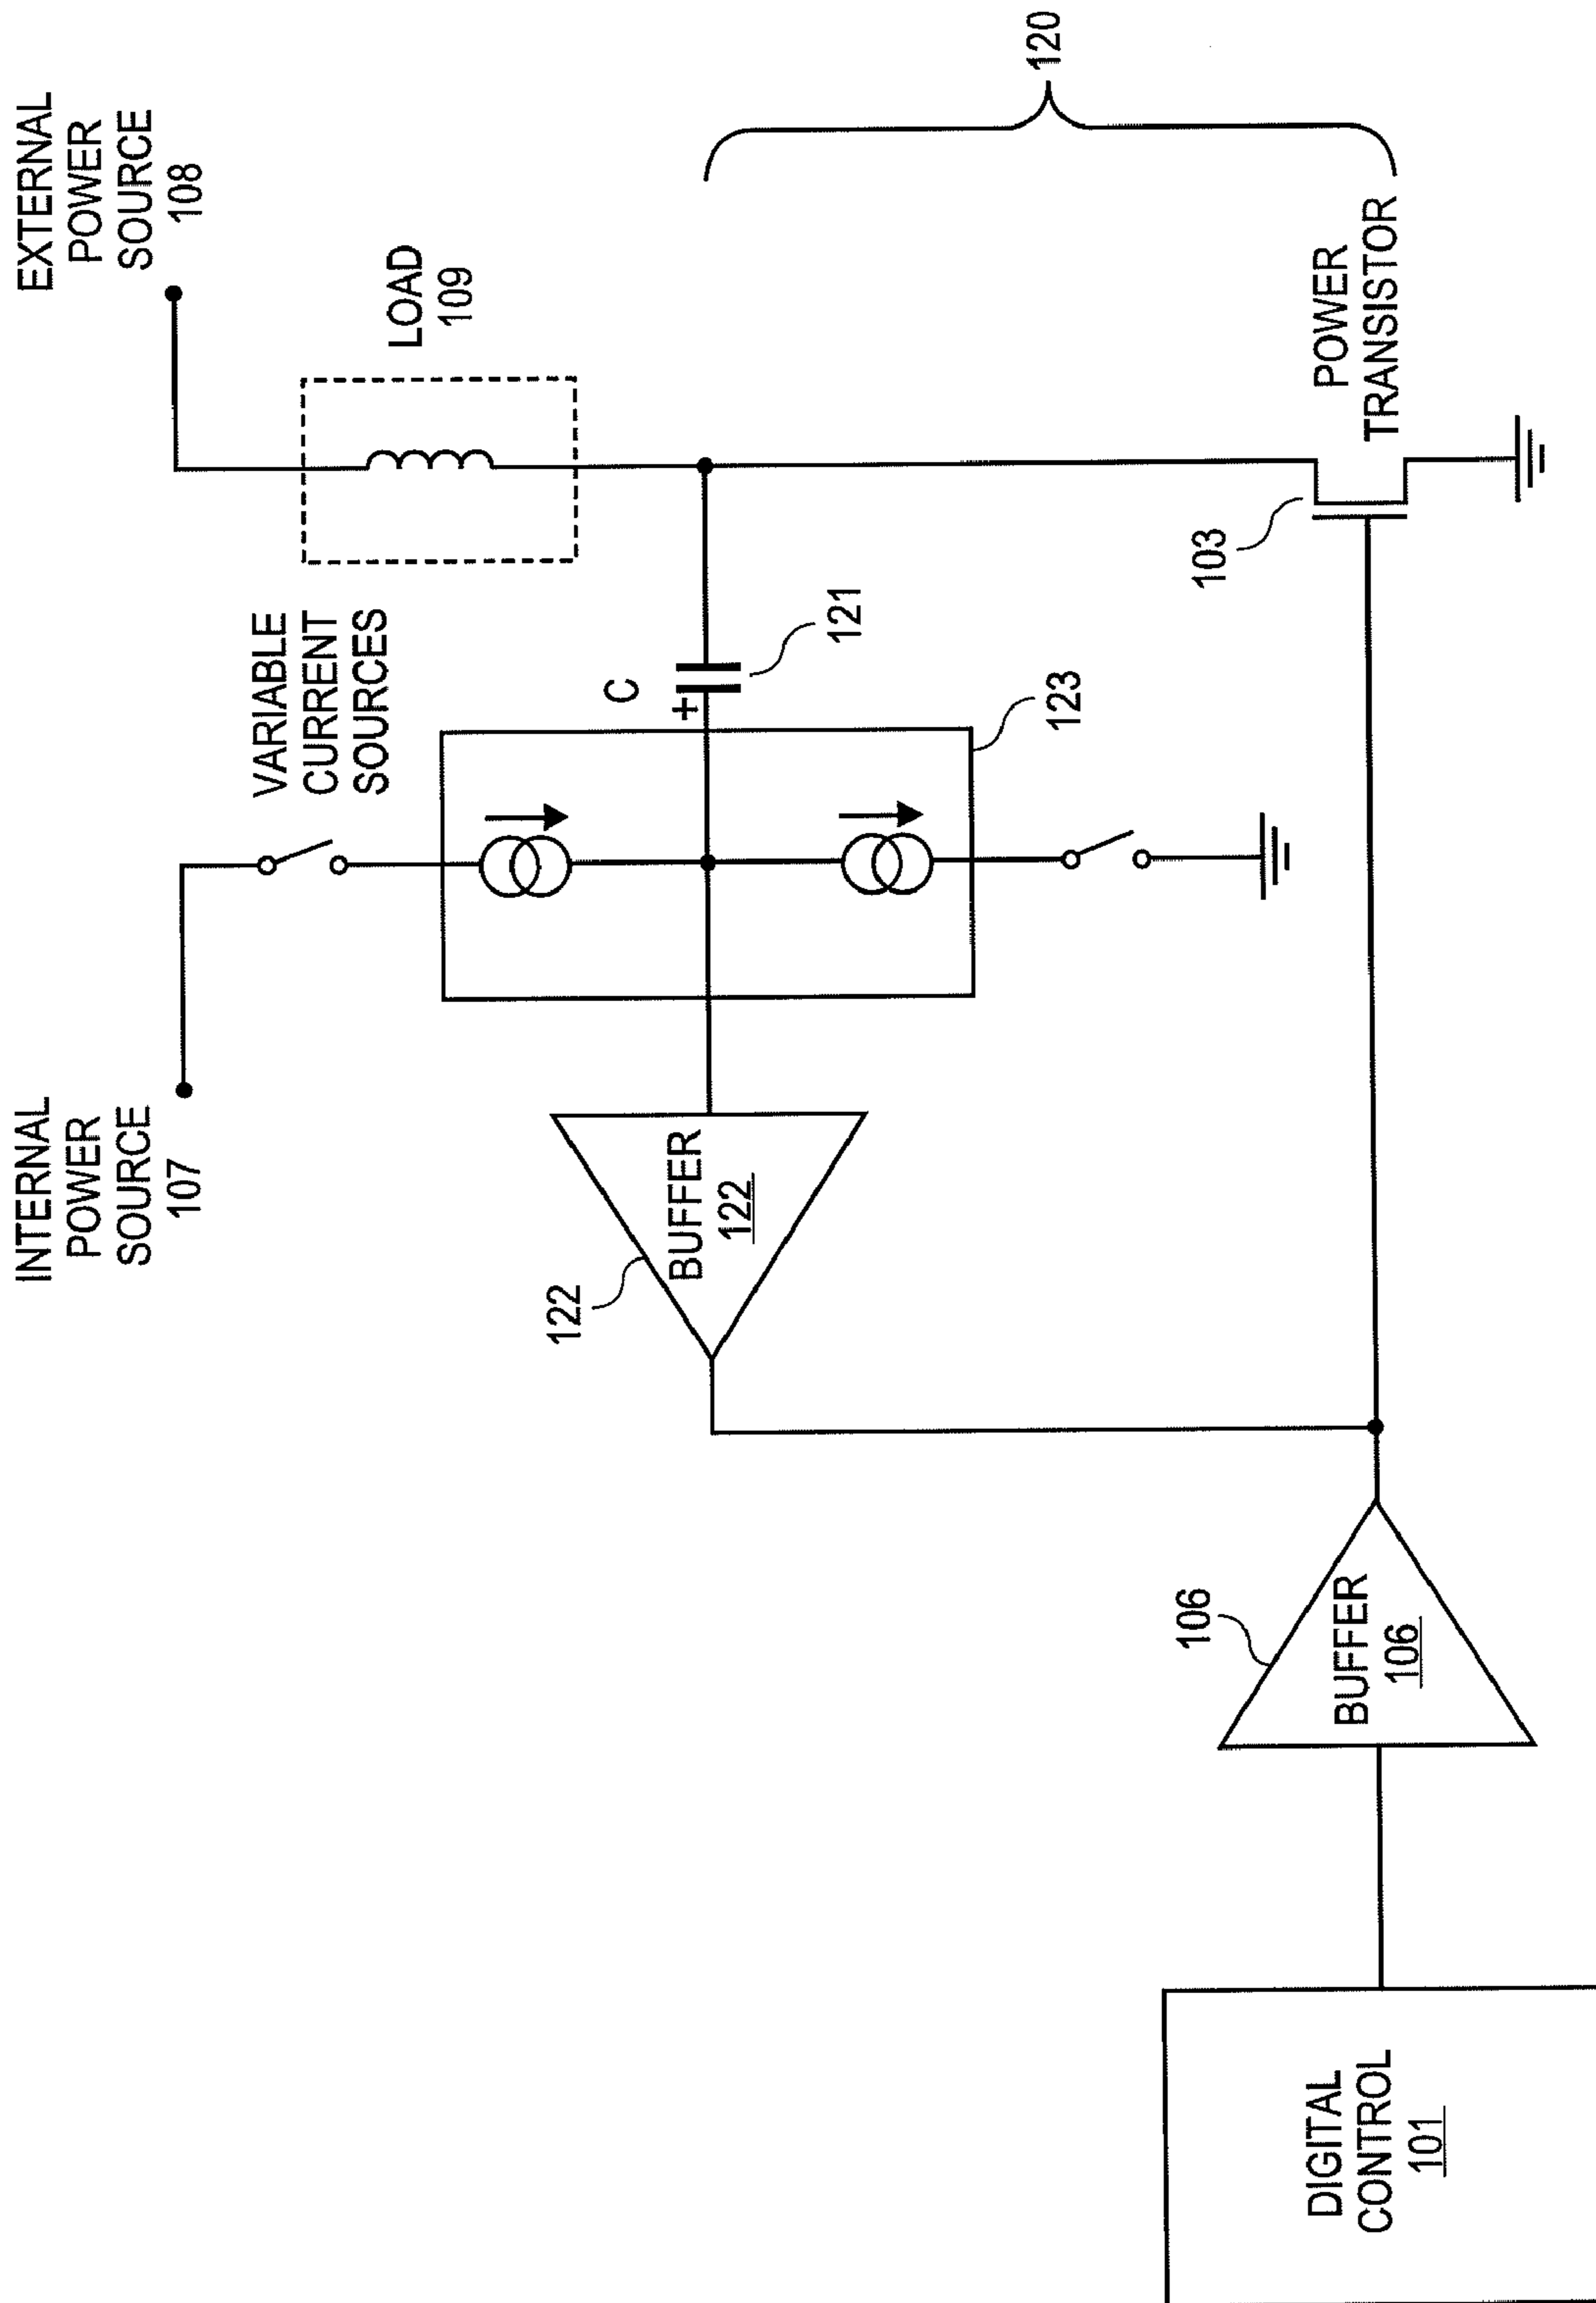 EXTERNAL
POWER
SOURCE
108
LOAD
109
INTERNAL
POWER
SOURCE
107
VARIABLE
CURRENT
SOURCES
C
+
121
123
BUFFER
122
122
120
POWER
TRANSISTOR
103
106
BUFFER
106
DIGITAL
CONTROL
101